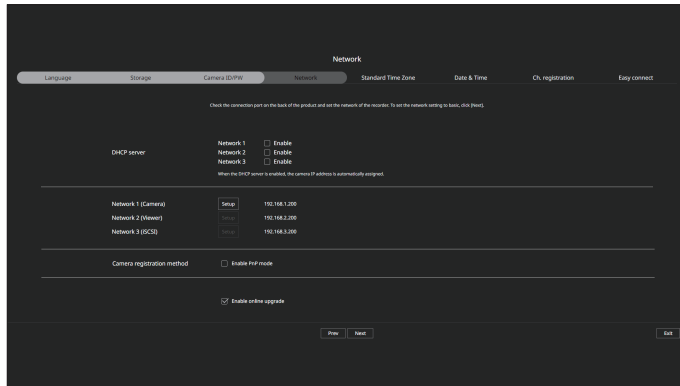 Network
Language Storage Camera ID/PW Network Standard Time Zone Date & Time Ch. registration Easy connect
Check the connection port on the back of the product and set the network of the recorder. To set the network setting to basic, click [Next].
Network 1 Enable
DHCP server Network 2 Enable
Network 3 Enable
When the DHCP server is enabled, the camera IP address is automatically assigned.
Network 1 (Camera) Setup 192.168.1.200
Network 2 (Viewer) Setup 192.168.2.200
Network 3 (iSCSI) Setup 192.168.3.200
Camera registration method Enable PnP mode
Enable online upgrade
Prev Next Exit